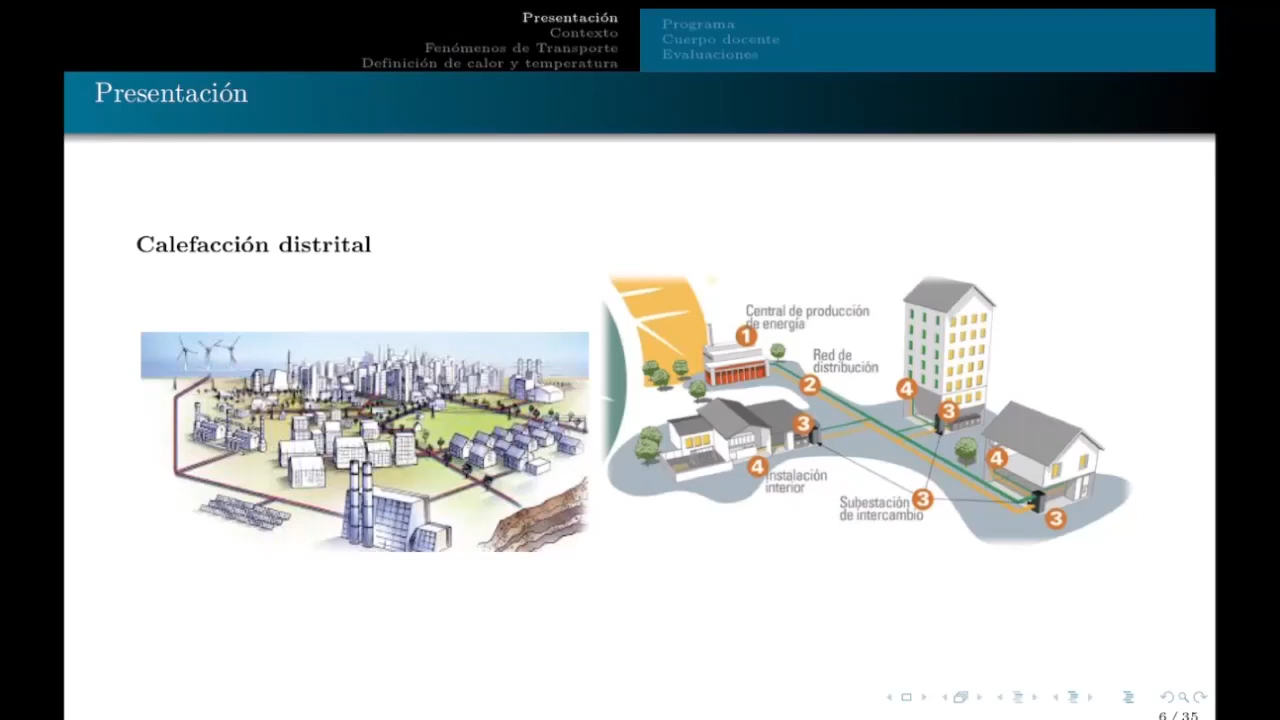 Presentación
Contexto
Fenómenos de Transporte
Definición de calor y temperatura
Programa
Cuerpo docente
Evaluaciones
Presentación
Calefacción distrital
Central de producción
de energía
1
Red de
distribución
2
4
3
3
4
4
Instalación
interior
Subestación
de intercambio
3
3
6 / 35